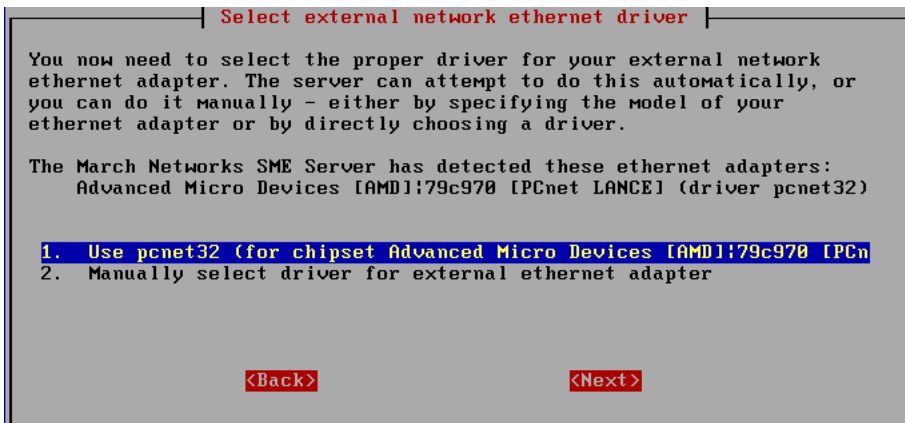 Select external network ethernet driver
You now need to select the proper driver for your external network
ethernet adapter. The server can attempt to do this automatically, or
you can do it manually - either by specifying the model of your
ethernet adapter or by directly choosing a driver.
The March Networks SME Server has detected these ethernet adapters:
Advanced Micro Devices [AMD]¦79c970 [PCnet LANCE] (driver pcnet32)
1. Use pcnet32 (for chipset Advanced Micro Devices [AMD]¦79c970 [PCn
2. Manually select driver for external ethernet adapter
<Back> <Next>